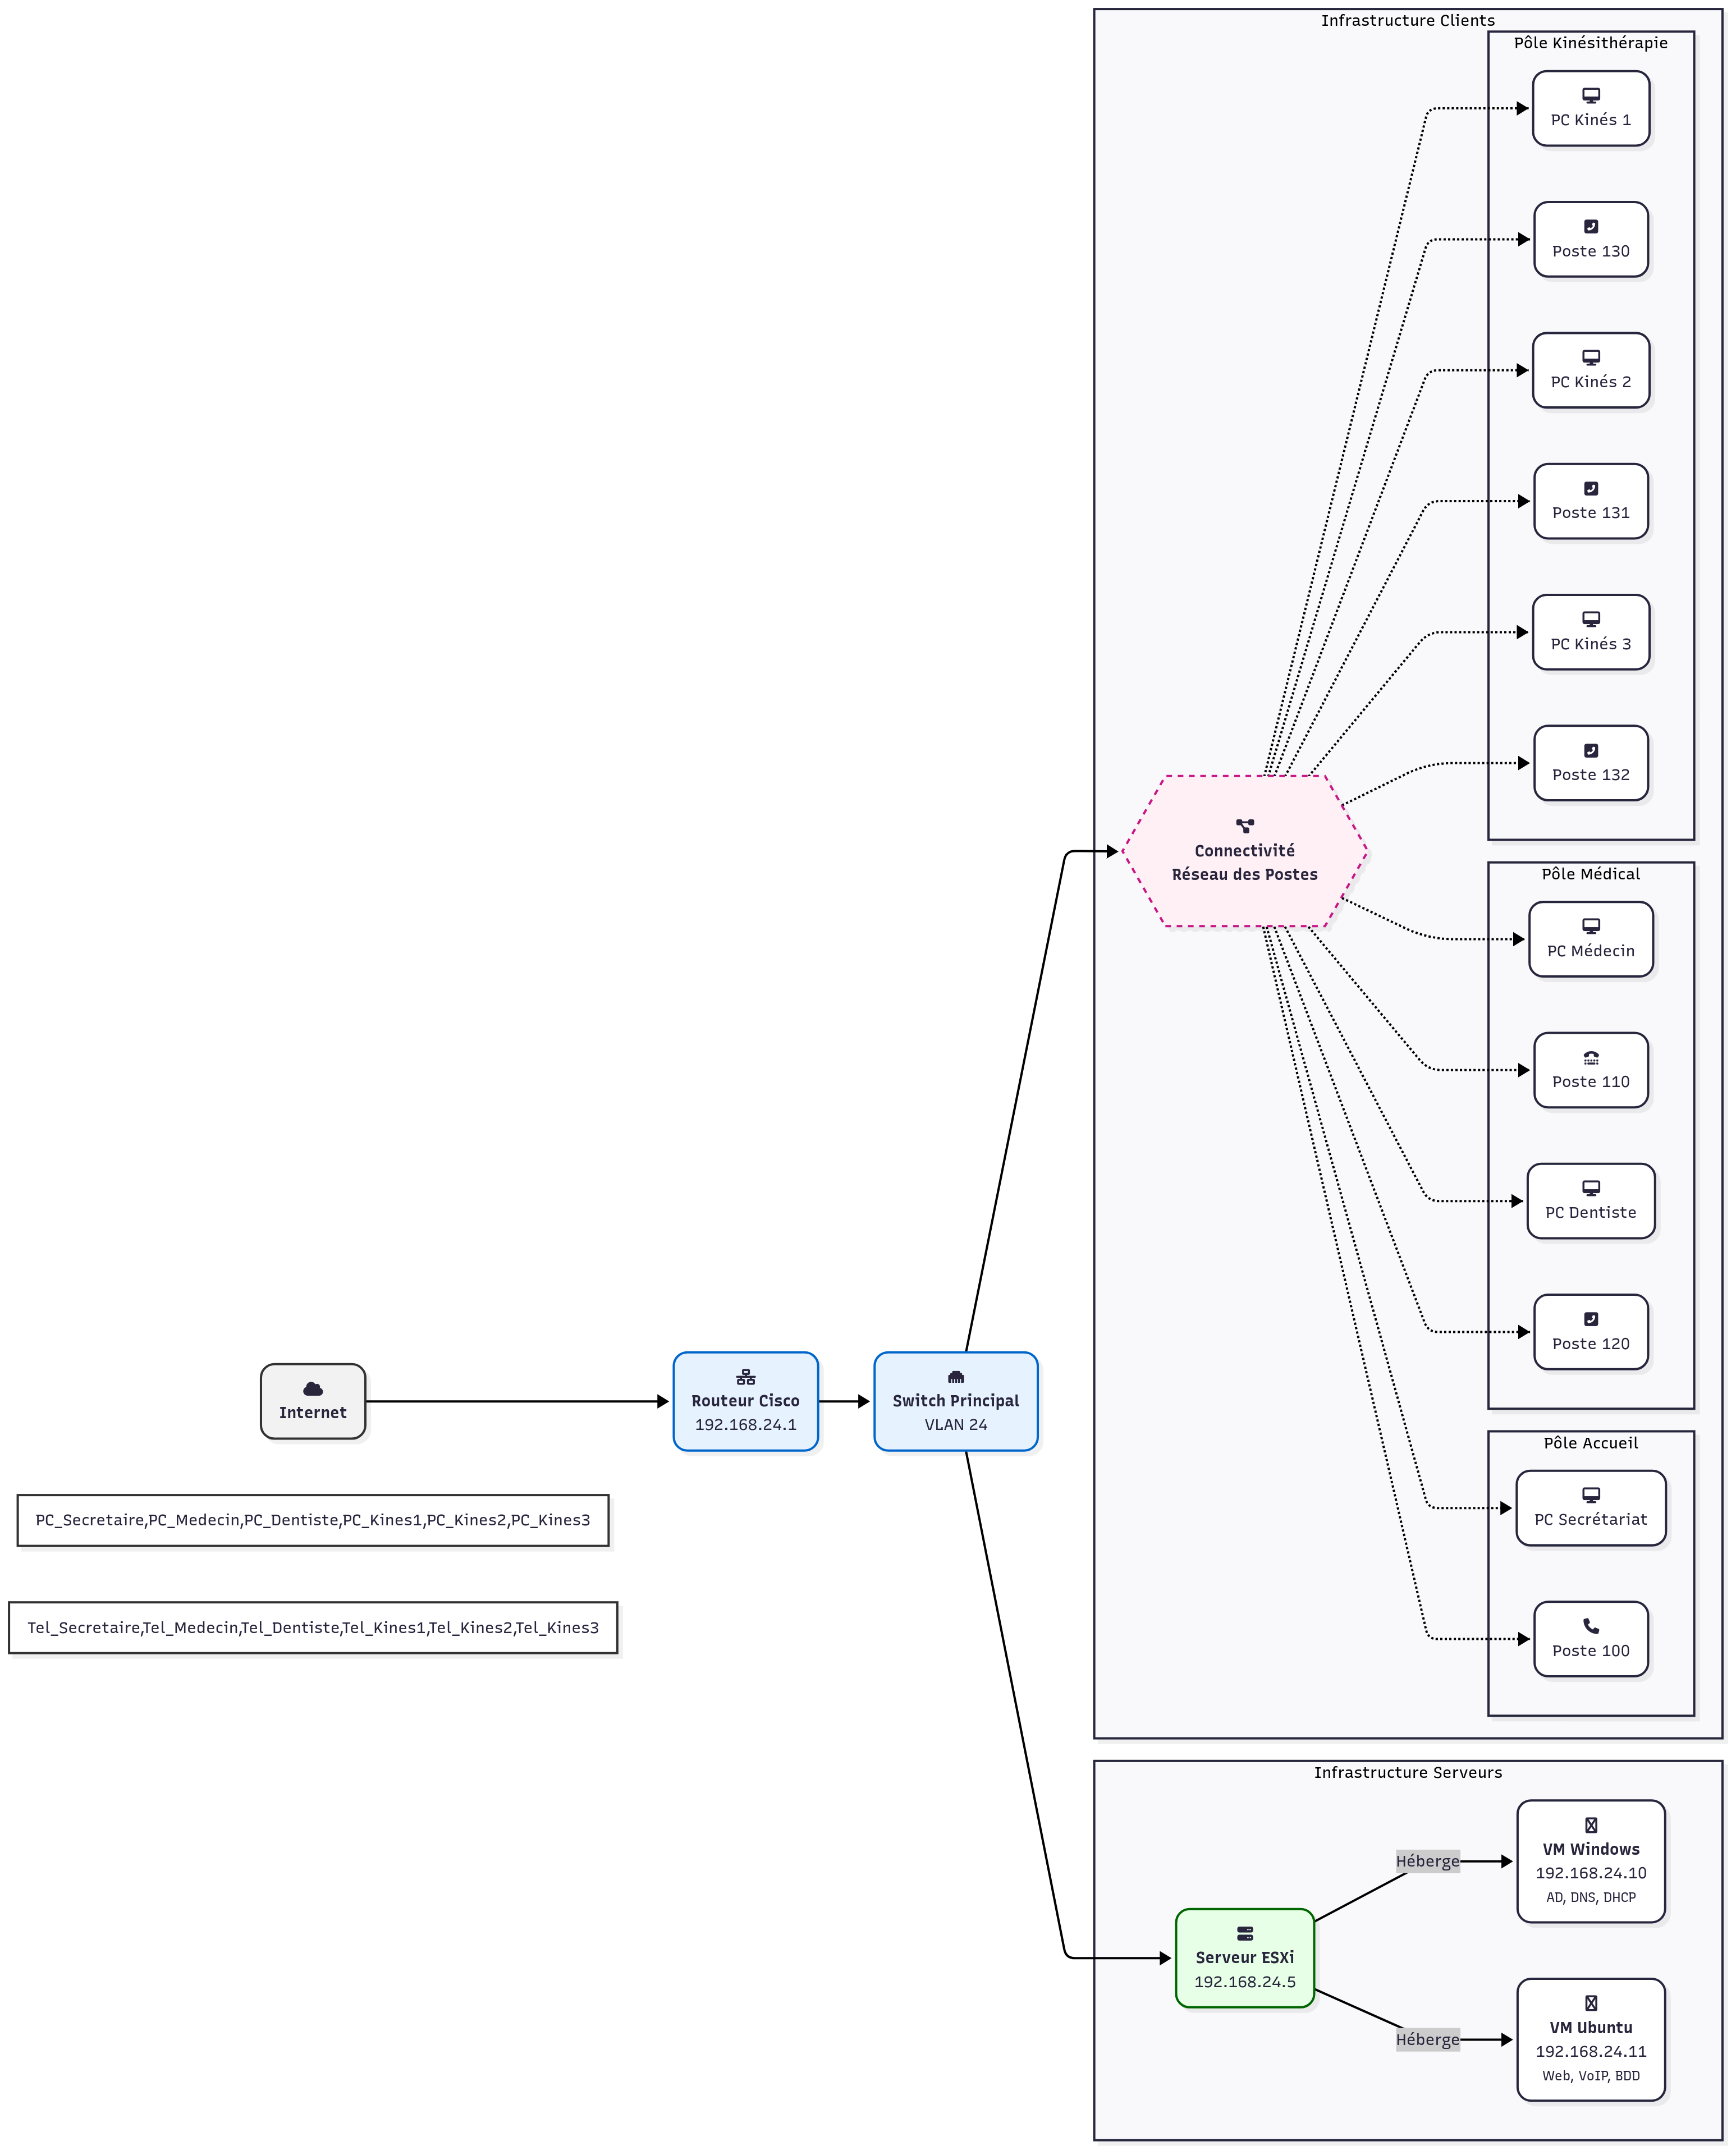 Infrastructure Clients
Pôle Kinésithérapie
PC Kinés 1
Poste 130
PC Kinés 2
Poste 131
PC Kinés 3
Poste 132
Connectivité
Réseau des Postes
Pôle Médical
PC Médecin
Poste 110
PC Dentiste
Poste 120
Internet
Routeur Cisco
192.168.24.1
Switch Principal
VLAN 24
Pôle Accueil
PC Secrétariat
Poste 100
PC_Secretaire,PC_Medecin,PC_Dentiste,PC_Kines1,PC_Kines2,PC_Kines3
Tel_Secretaire,Tel_Medecin,Tel_Dentiste,Tel_Kines1,Tel_Kines2,Tel_Kines3
Infrastructure Serveurs
Héberge
VM Windows
192.168.24.10
AD, DNS, DHCP
Serveur ESXi
192.168.24.5
Héberge
VM Ubuntu
192.168.24.11
Web, VoIP, BDD